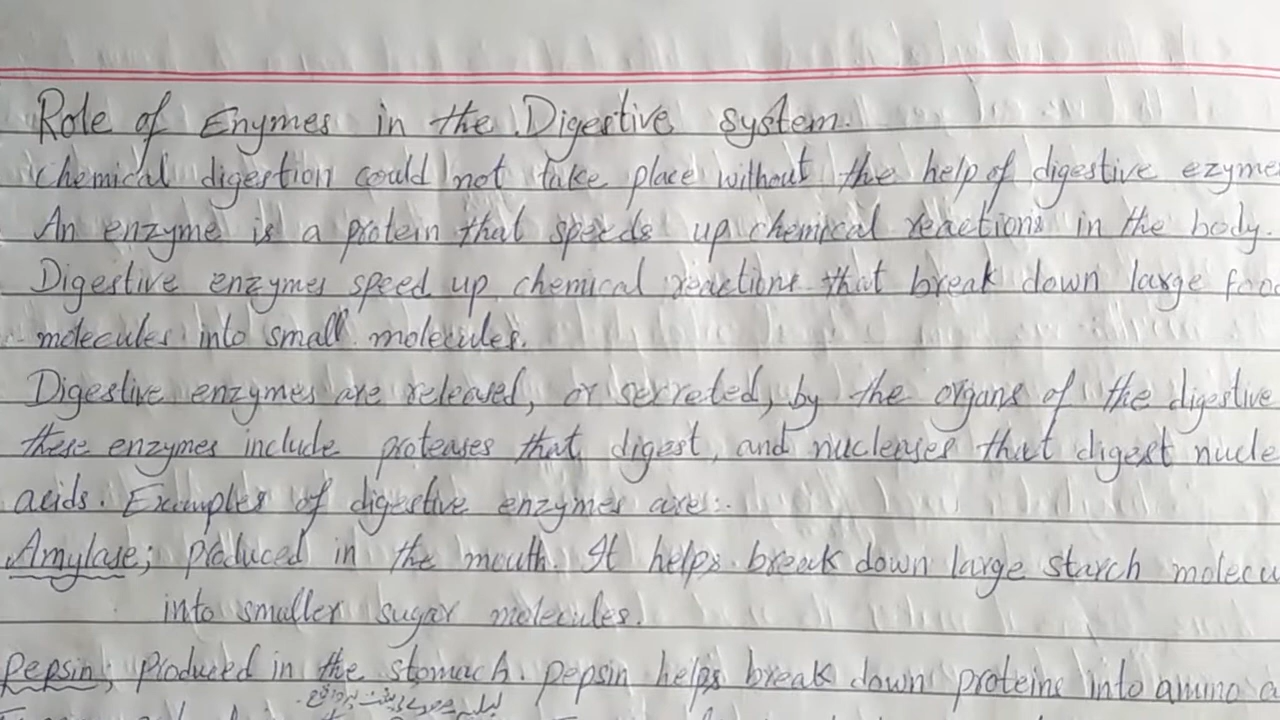 Role of Enymes in the Digestive system.
Chemical digestion could not take place without the help of digestive ezyme
An enzyme is a protein that speeds up chemical reactions in the body.
Digestive enzymes speed up chemical reactions that break down large food
molecules into small molecules.
Digestive enzymes are released, or secreted, by the organs of the digestive
these enzymes include proteases that digest, and nucleases that digest nucle
acids. Examples of digestive enzymes are:-
Amylase; produced in the mouth. It helps break down large starch molecu
into smaller sugar molecules.
Pepsin; produced in the stomach. pepsin helps break down proteins into amino a